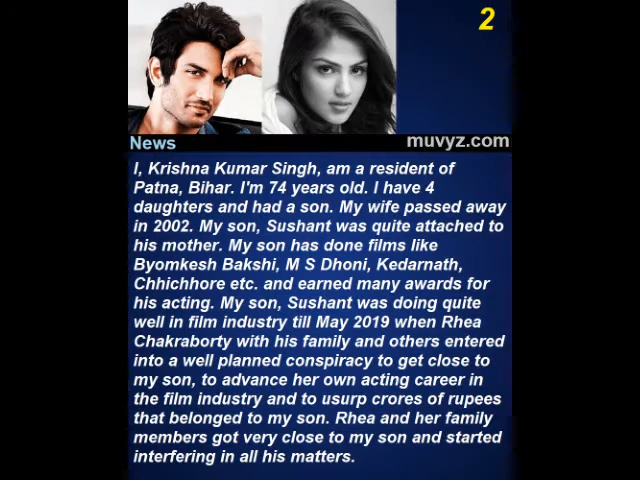 2
News
muvyz.com
I, Krishna Kumar Singh, am a resident of
Patna, Bihar. I'm 74 years old. I have 4
daughters and had a son. My wife passed away
in 2002. My son, Sushant was quite attached to
his mother. My son has done films like
Byomkesh Bakshi, M S Dhoni, Kedarnath,
Chhichhore etc. and earned many awards for
his acting. My son, Sushant was doing quite
well in film industry till May 2019 when Rhea
Chakraborty with his family and others entered
into a well planned conspiracy to get close to
my son, to advance her own acting career in
the film industry and to usurp crores of rupees
that belonged to my son. Rhea and her family
members got very close to my son and started
interfering in all his matters.